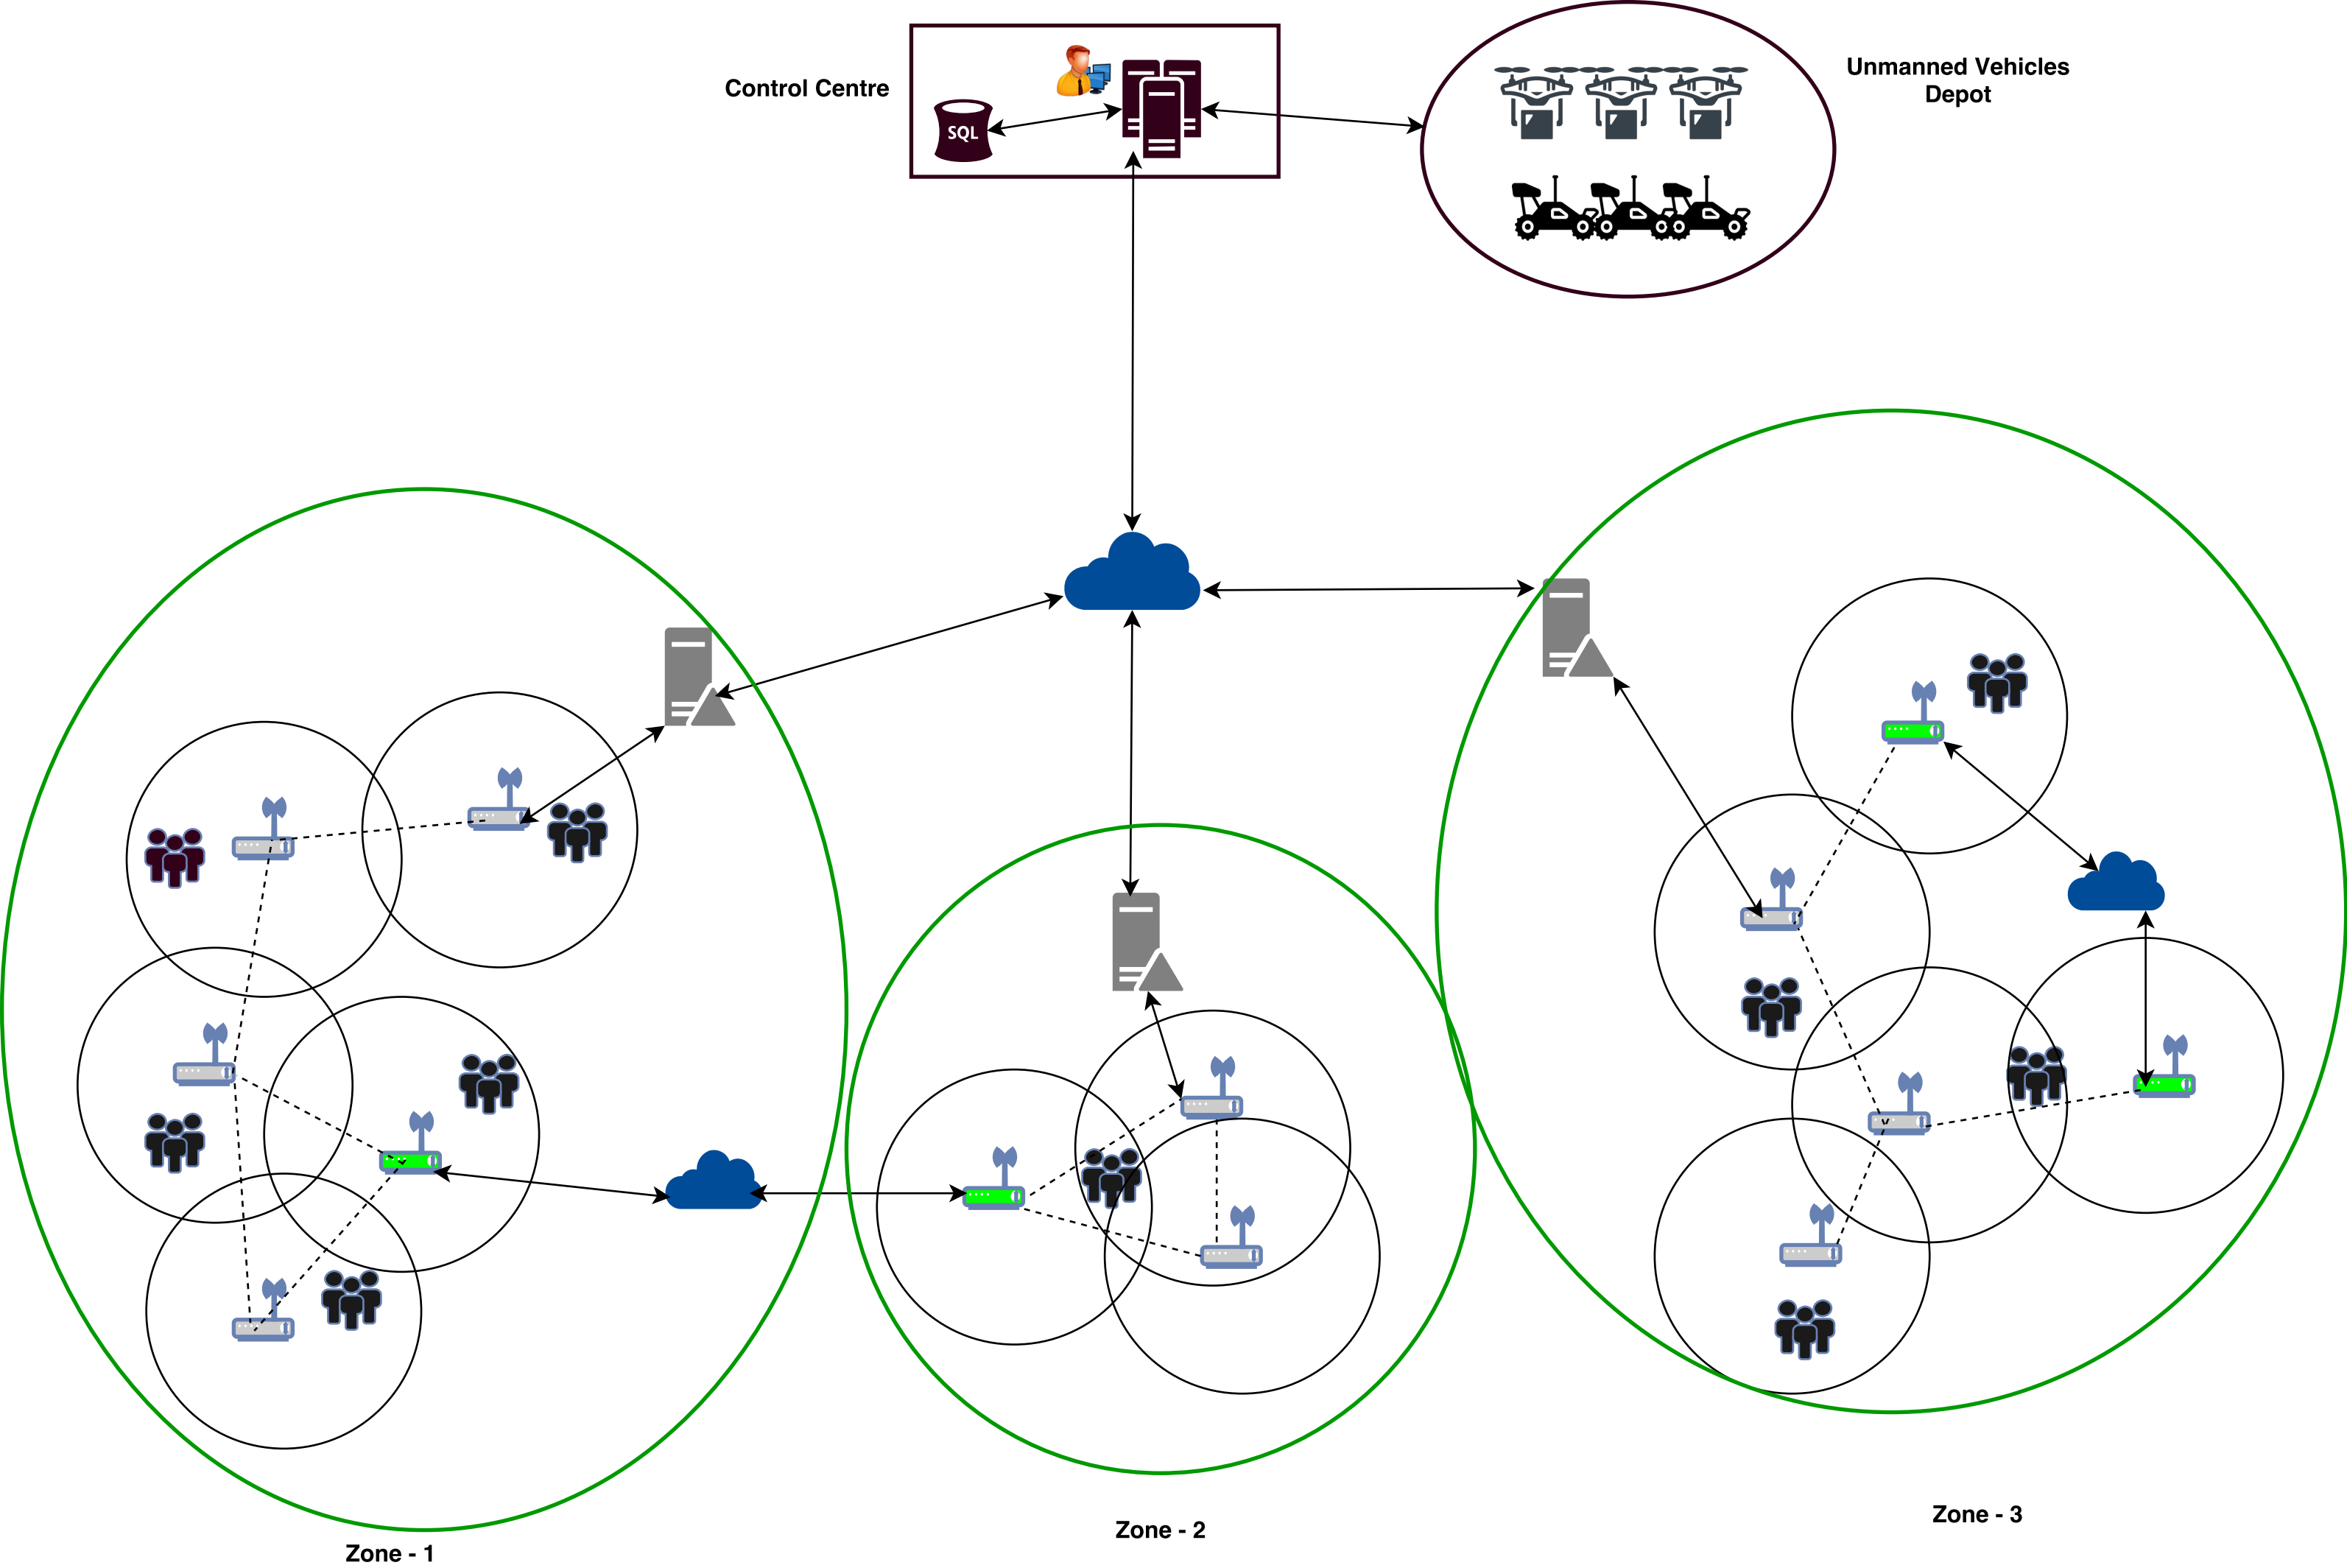 Control Centre
SQL
Unmanned Vehicles
Depot
Zone - 1
Zone - 2
Zone - 3